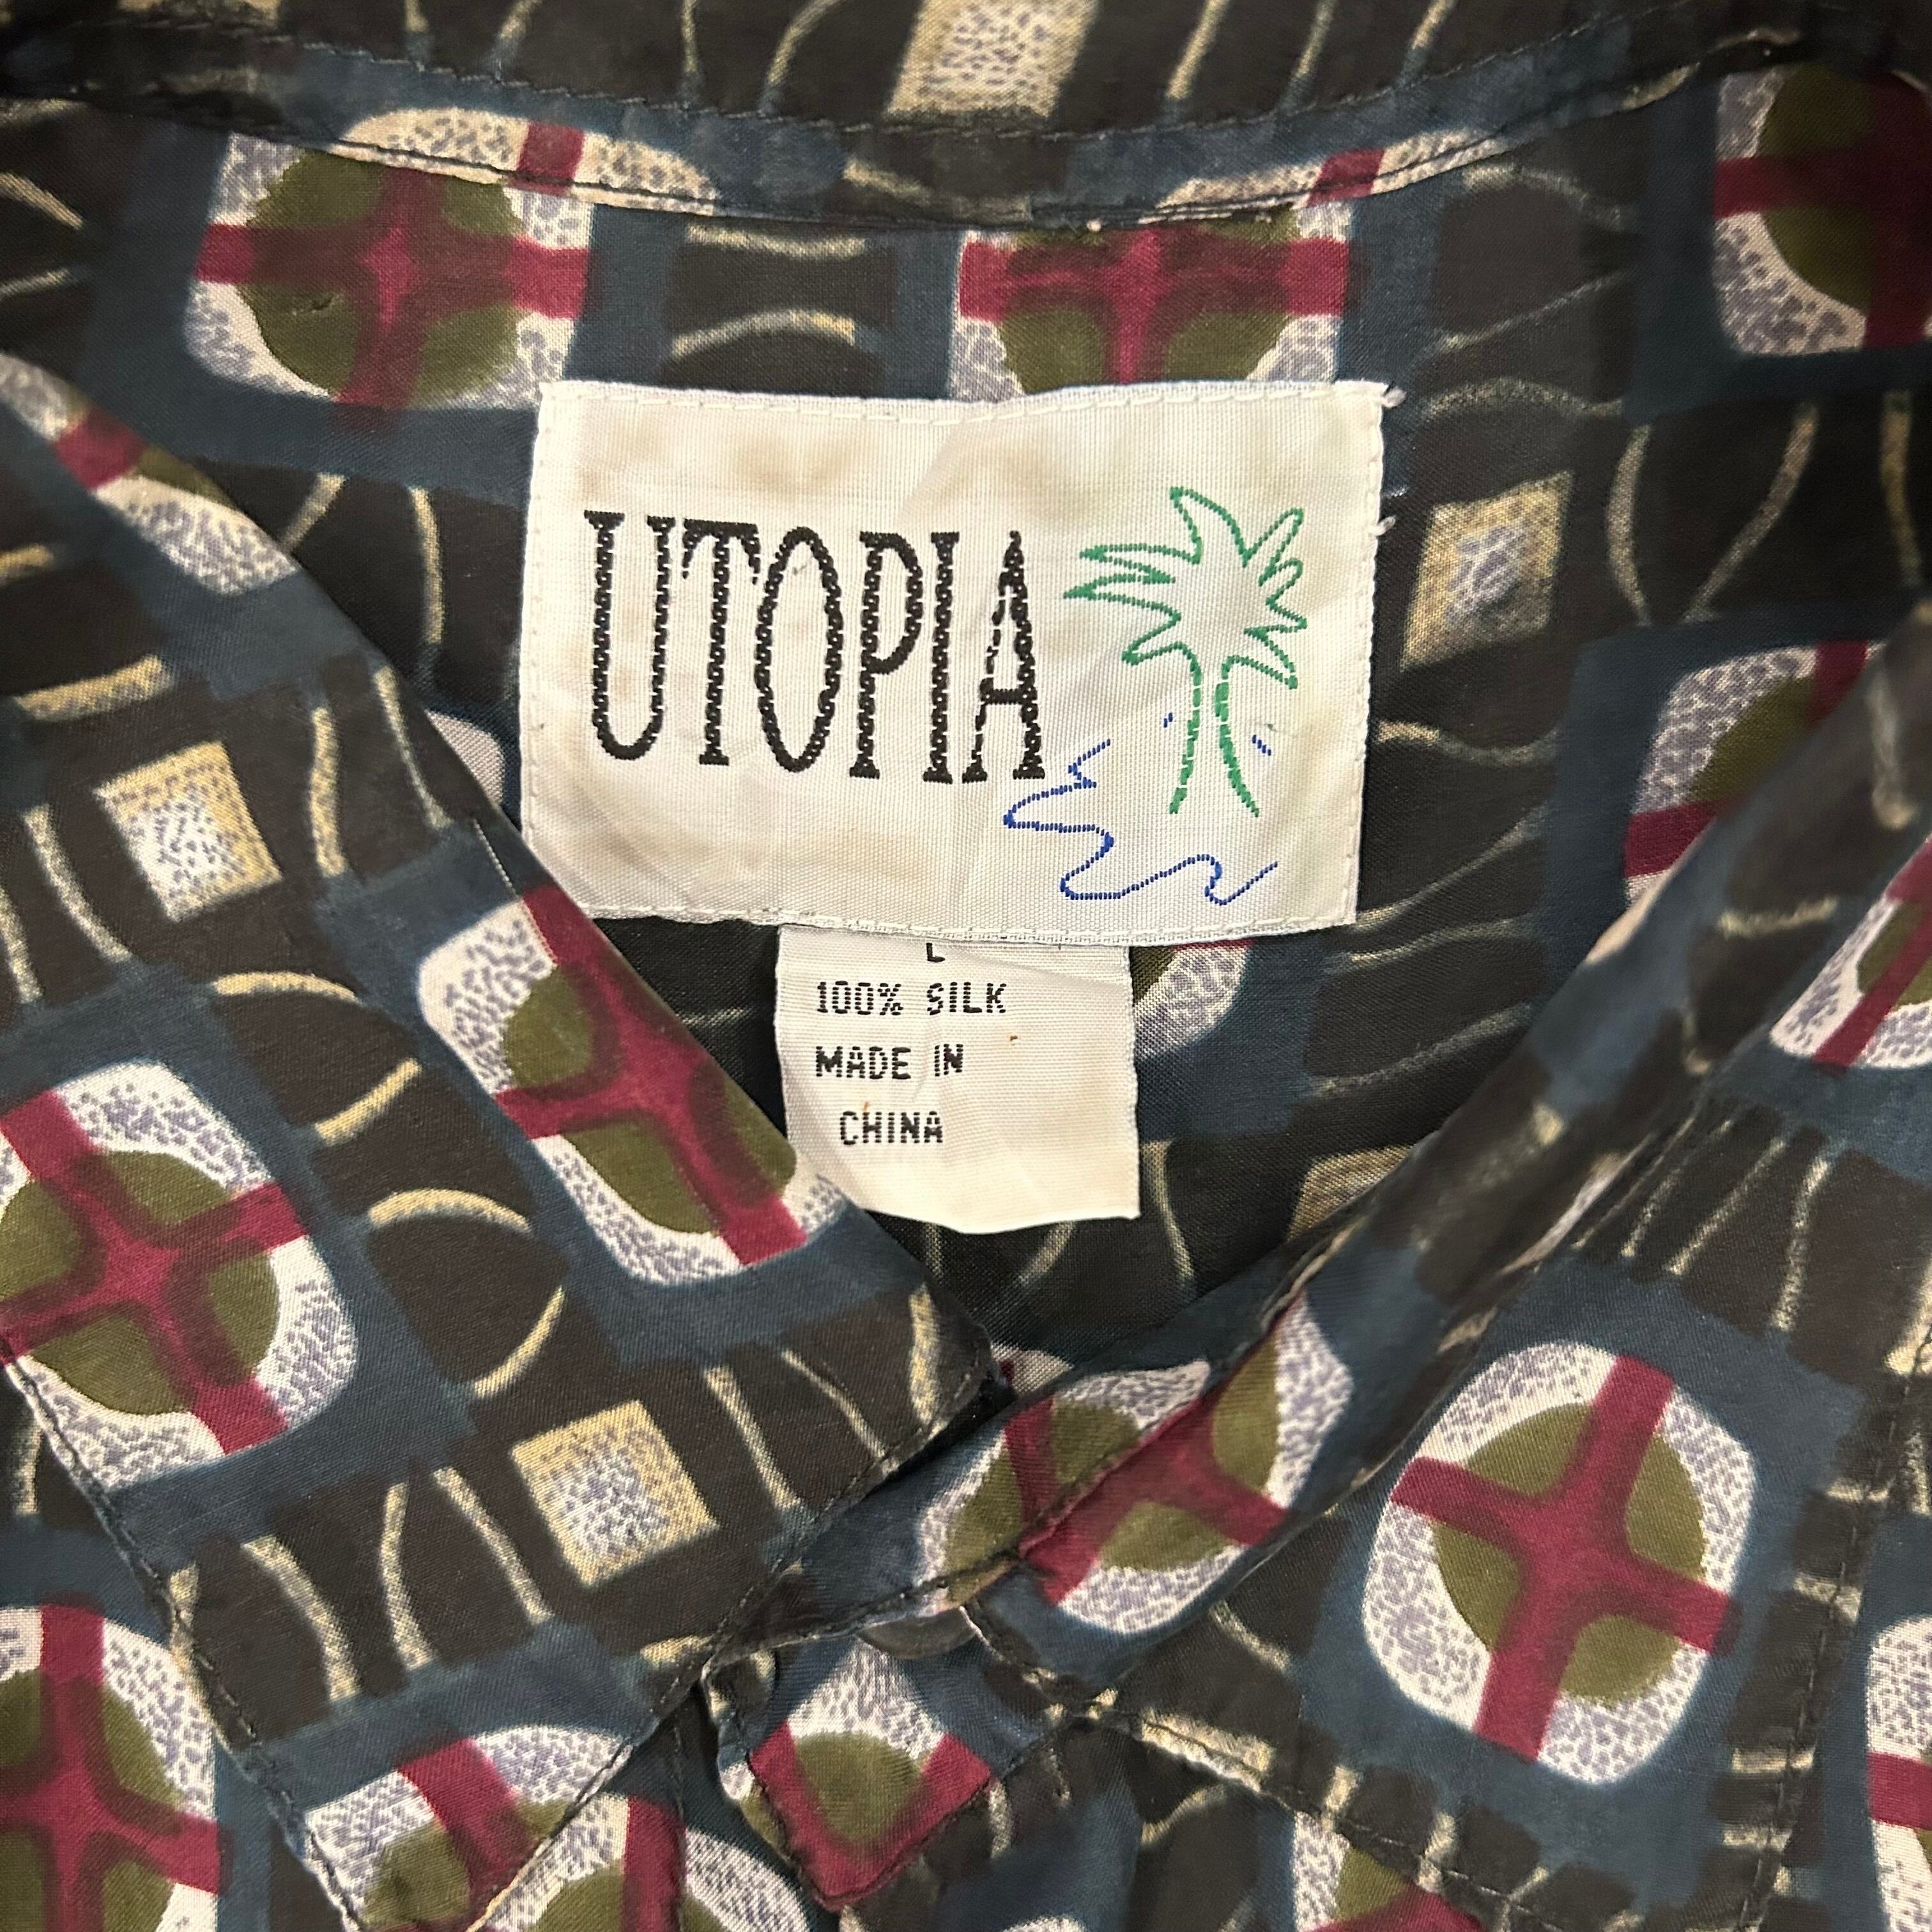 UTOPIA
L
100% SILK
MADE IN
CHINA